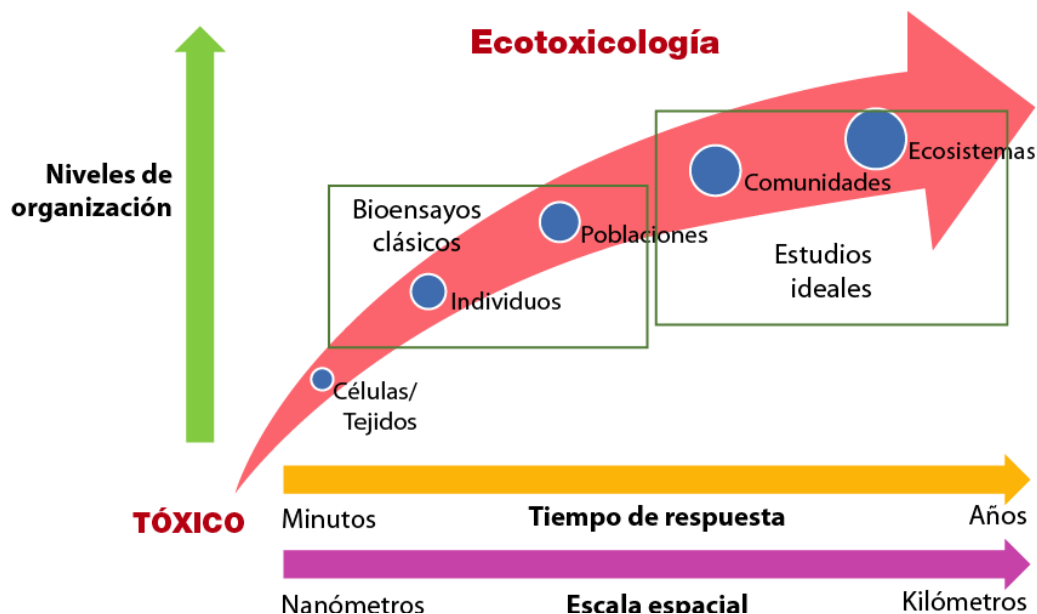 Ecotoxicología
Niveles de
organización
Bioensayos
clásicos
Ecosistemas
Comunidades
Poblaciones
Estudios
ideales
Individuos
Células/
Tejidos
TÓXICO
Minutos
Tiempo de respuesta
Años
Nanómetros
Escala espacial
Kilómetros